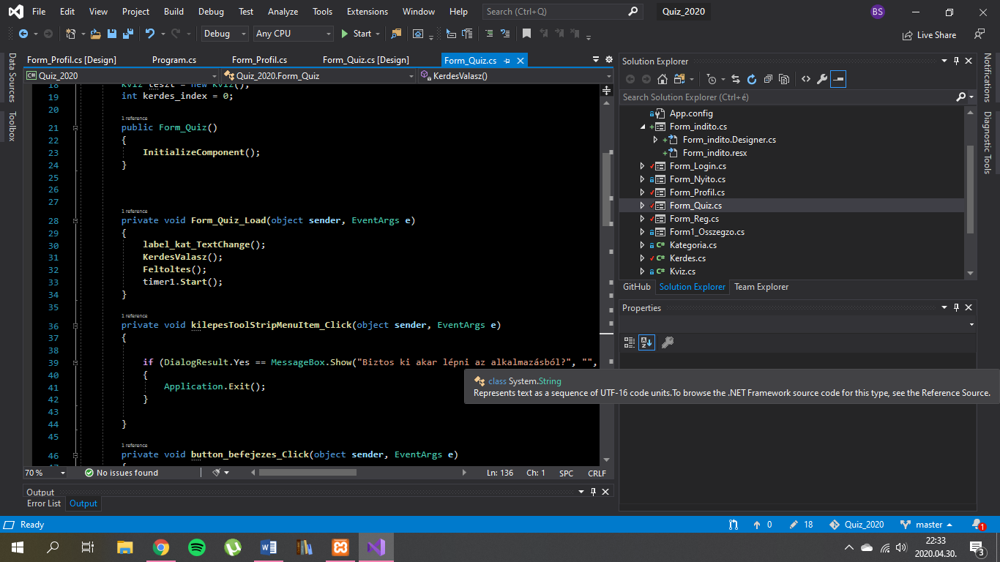 File Edit View Project Build Debug Test Analyze Tools Extensions Window Help Search (Ctrl+Q) Quiz_2020 BS
Debug Any CPU Start Live Share
Form_Profil.cs [Design] Program.cs Form_Profil.cs Form_Quiz.cs [Design] Form_Quiz.cs
Quiz_2020 Quiz_2020.Form_Quiz KerdesValasz()
Data Sources
Toolbox
18 Kviz teszt = new Kviz();
19 int kerdes_index = 0;
20
1 reference
21 public Form_Quiz()
22 {
23 InitializeComponent();
24 }
25
26
27
1 reference
28 private void Form_Quiz_Load(object sender, EventArgs e)
29 {
30 label_kat_TextChange();
31 KerdesValasz();
32 Feltoltes();
33 timer1.Start();
34 }
35
1 reference
36 private void kilepesToolStripMenuItem_Click(object sender, EventArgs e)
37 {
38
39 if (DialogResult.Yes == MessageBox.Show("Biztos ki akar lépni az alkalmazásból?", "",
40 {
41 Application.Exit();
42 }
43
44 }
45
1 reference
46 private void button_befejezes_Click(object sender, EventArgs e)
47 {
class System.String
Represents text as a sequence of UTF-16 code units.To browse the .NET Framework source code for this type, see the Reference Source.
70 % No issues found Ln: 136 Ch: 1 SPC CRLF
Output
Error List Output
Solution Explorer
Search Solution Explorer (Ctrl+é)
App.config
Form_indito.cs
Form_indito.Designer.cs
Form_indito.resx
Form_Login.cs
Form_Nyito.cs
Form_Profil.cs
Form_Quiz.cs
Form_Reg.cs
Form1_Osszegzo.cs
Kategoria.cs
Kerdes.cs
Kviz.cs
GitHub Solution Explorer Team Explorer
Properties
Notifications
Diagnostic Tools
Ready 0 18 Quiz_2020 master 1
22:33
2020.04.30.
3